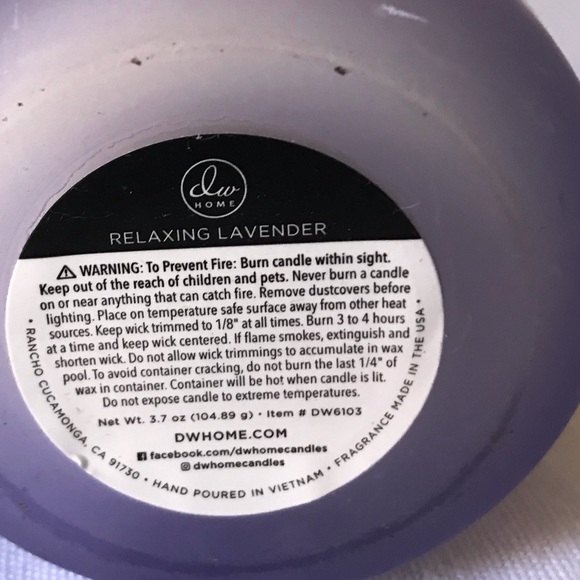 dw
HOME
RELAXING LAVENDER
⚠ WARNING: To Prevent Fire: Burn candle within sight.
Keep out of the reach of children and pets. Never burn a candle
on or near anything that can catch fire. Remove dustcovers before
lighting. Place on temperature safe surface away from other heat
sources. Keep wick trimmed to 1/8" at all times. Burn 3 to 4 hours
at a time and keep wick centered. If flame smokes, extinguish and
shorten wick. Do not allow wick trimmings to accumulate in wax
pool. To avoid container cracking, do not burn the last 1/4" of
wax in container. Container will be hot when candle is lit.
Do not expose candle to extreme temperatures.
Net Wt. 3.7 oz (104.89 g) • Item # DW6103
DWHOME.COM
facebook.com/dwhomecandles
dwhomecandles
• RANCHO CUCAMONGA, CA 91730 • HAND POURED IN VIETNAM • FRAGRANCE MADE IN THE USA •